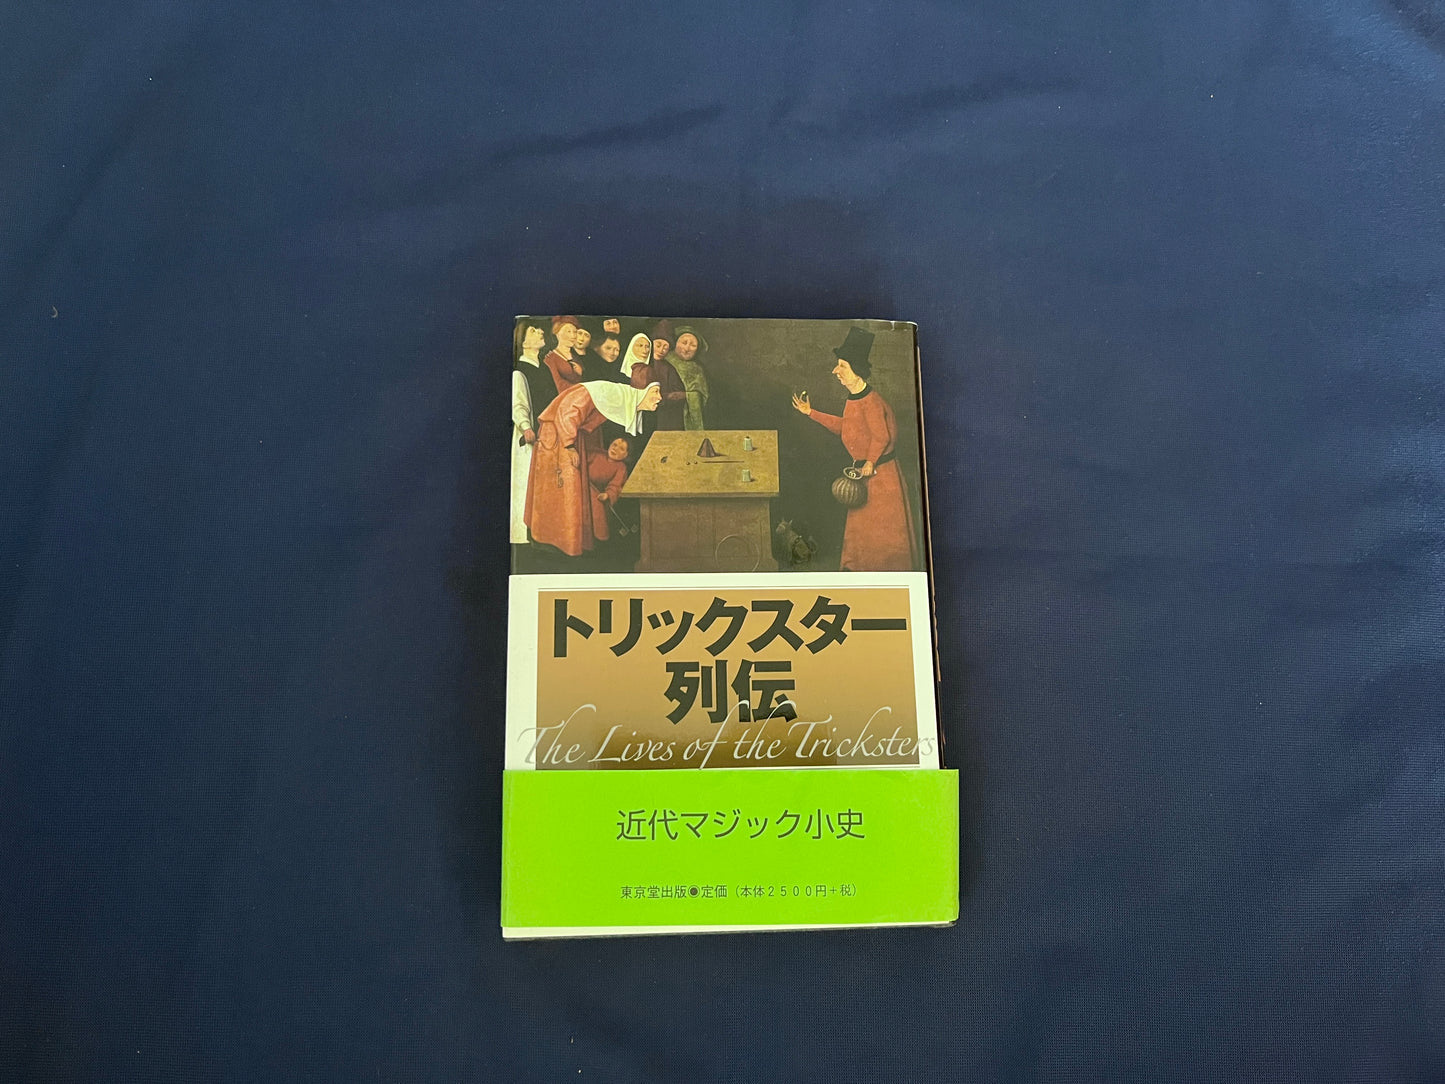 トリックスター
列伝
The Lives of the Tricksters
近代マジック小史
東京堂出版◉定価（本体2500円+税）